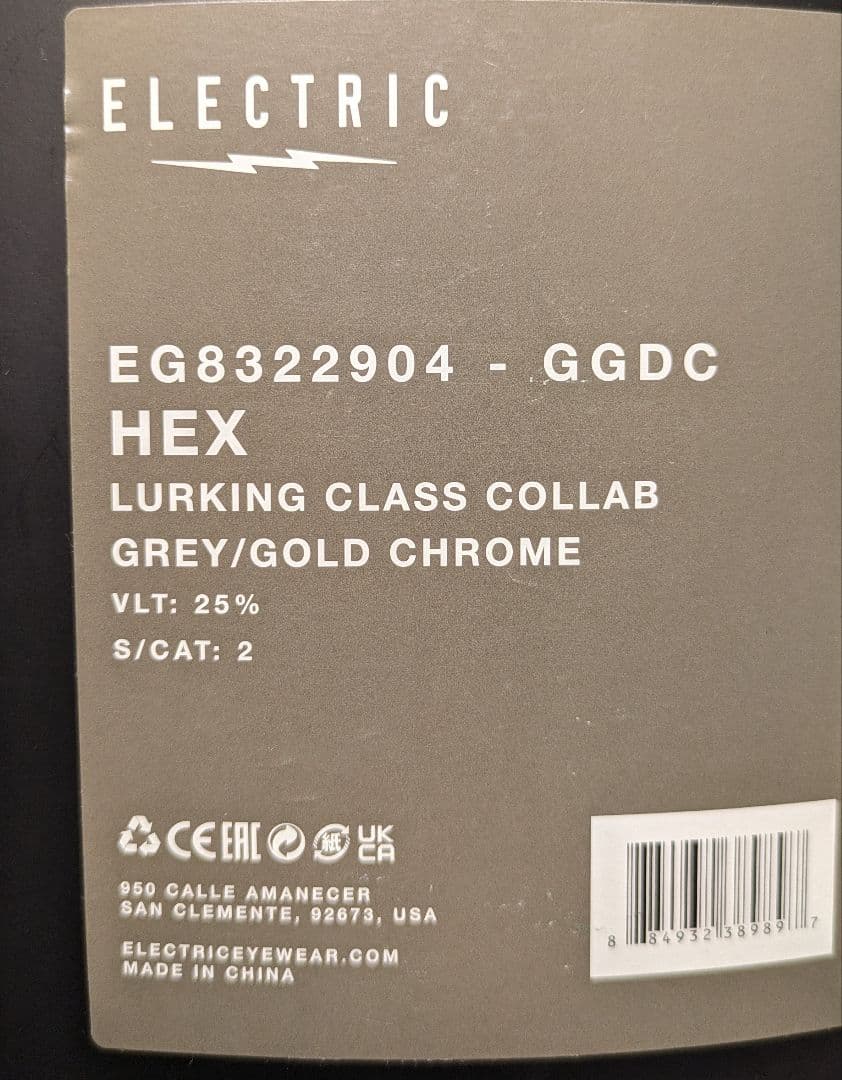 ELECTRIC
EG8322904 - GGDC
HEX
LURKING CLASS COLLAB
GREY/GOLD CHROME
VLT: 25%
S/CAT: 2
CE EAC 紙 UK
CA
950 CALLE AMANECER
SAN CLEMENTE, 92673, USA
ELECTRICEYEWEAR.COM
MADE IN CHINA
8 84932 38989 7